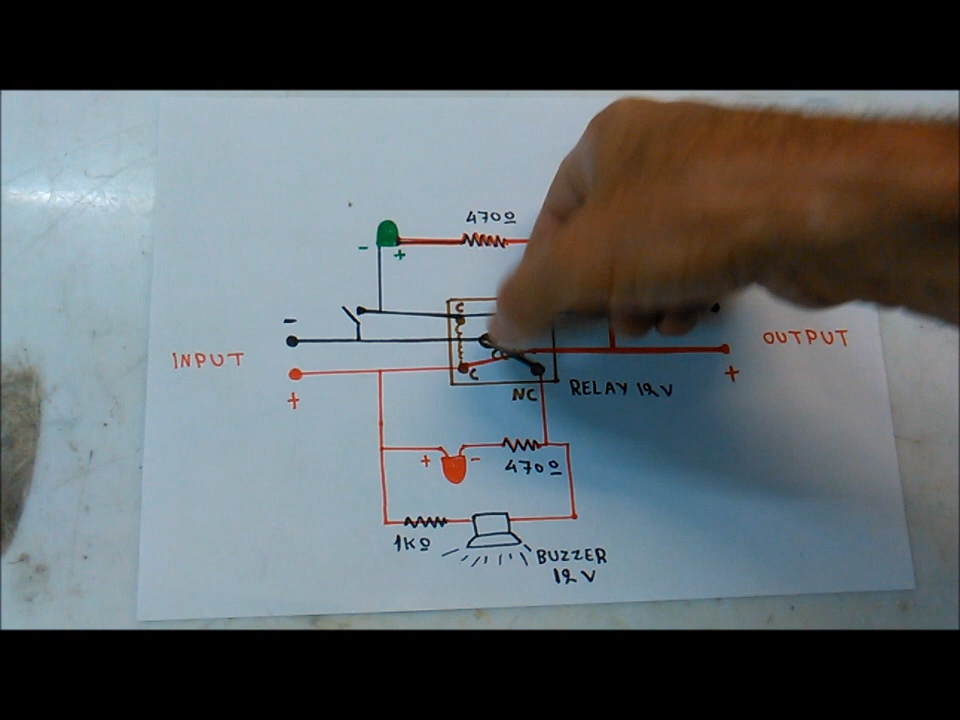 470Ω
-
+
C
-
INPUT
+
C
NC
OUTPUT
+
RELAY 12V
+
-
470Ω
1KΩ
BUZZER
12V